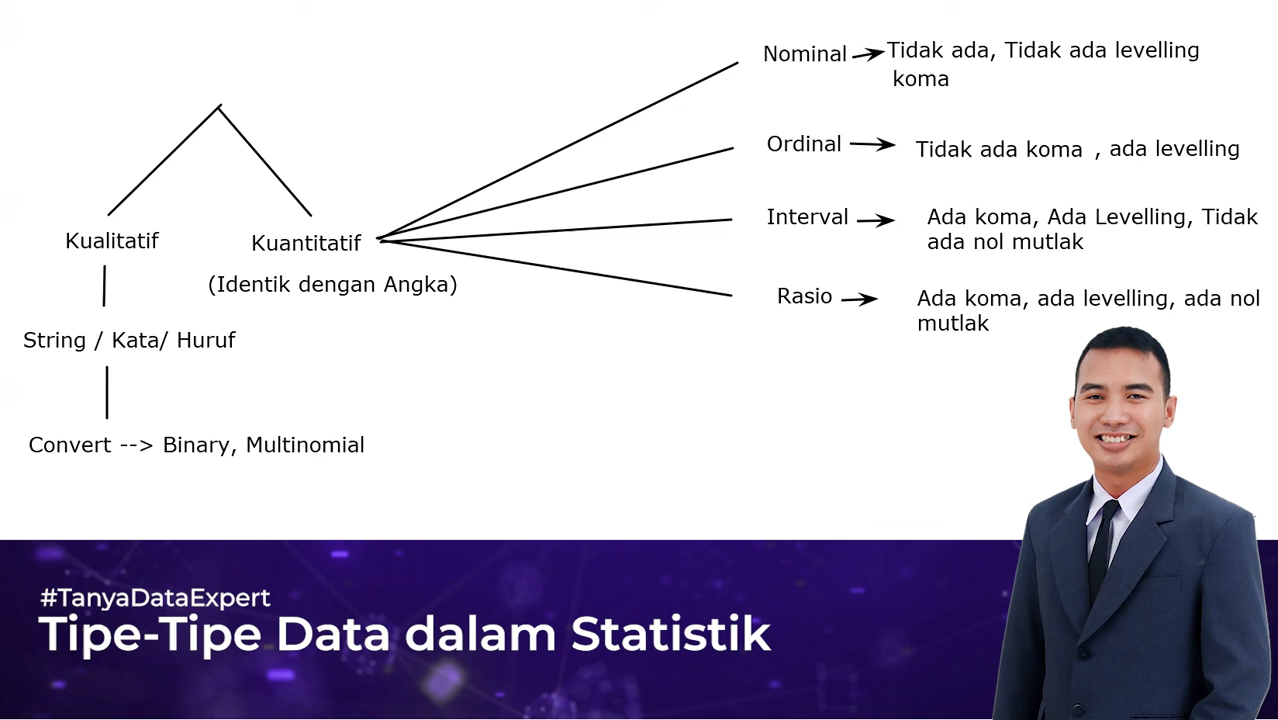 Nominal Tidak ada, Tidak ada levelling
koma
Ordinal Tidak ada koma , ada levelling
Interval Ada koma, Ada Levelling, Tidak
ada nol mutlak
Rasio Ada koma, ada levelling, ada nol
mutlak
Kualitatif
Kuantitatif
(Identik dengan Angka)
String / Kata/ Huruf
Convert --> Binary, Multinomial
#TanyaDataExpert
Tipe-Tipe Data dalam Statistik